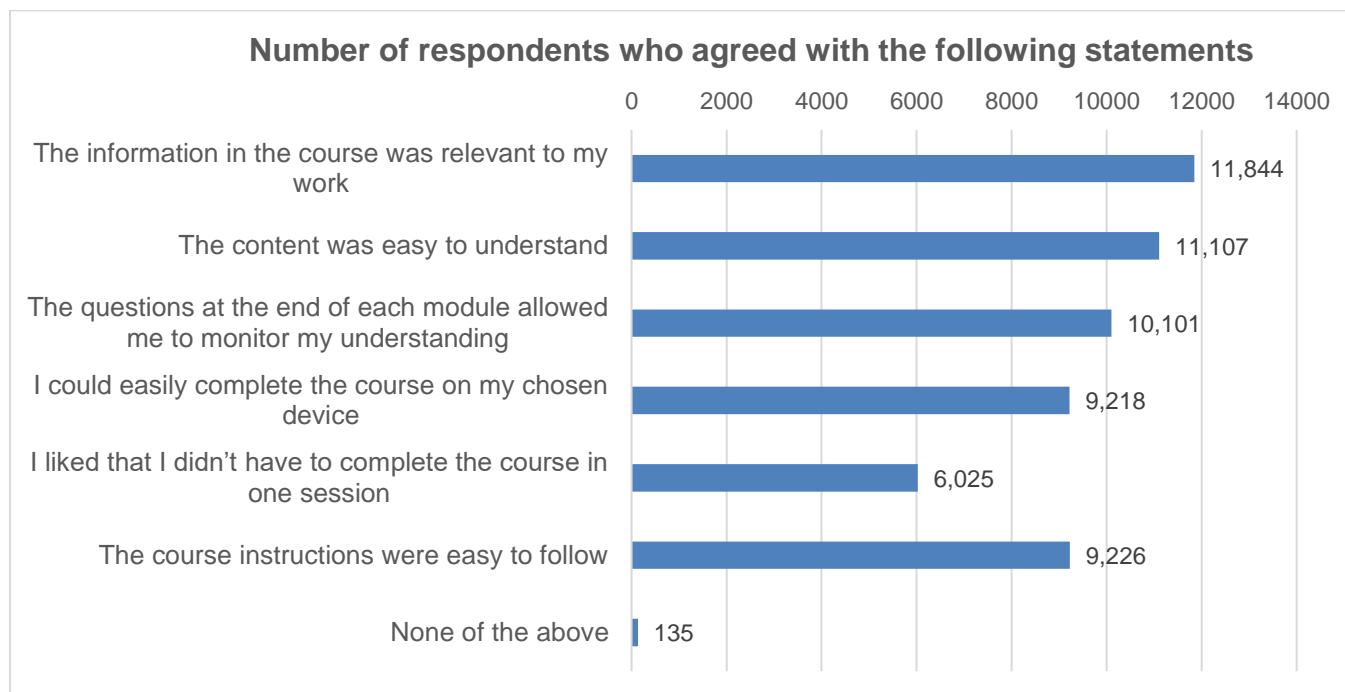 Number of respondents who agreed with the following statements
0 2000 4000 6000 8000 10000 12000 14000
The information in the course was relevant to my
work
11,844
The content was easy to understand
11,107
The questions at the end of each module allowed
me to monitor my understanding
10,101
I could easily complete the course on my chosen
device
9,218
I liked that I didn’t have to complete the course in
one session
6,025
The course instructions were easy to follow
9,226
None of the above
135